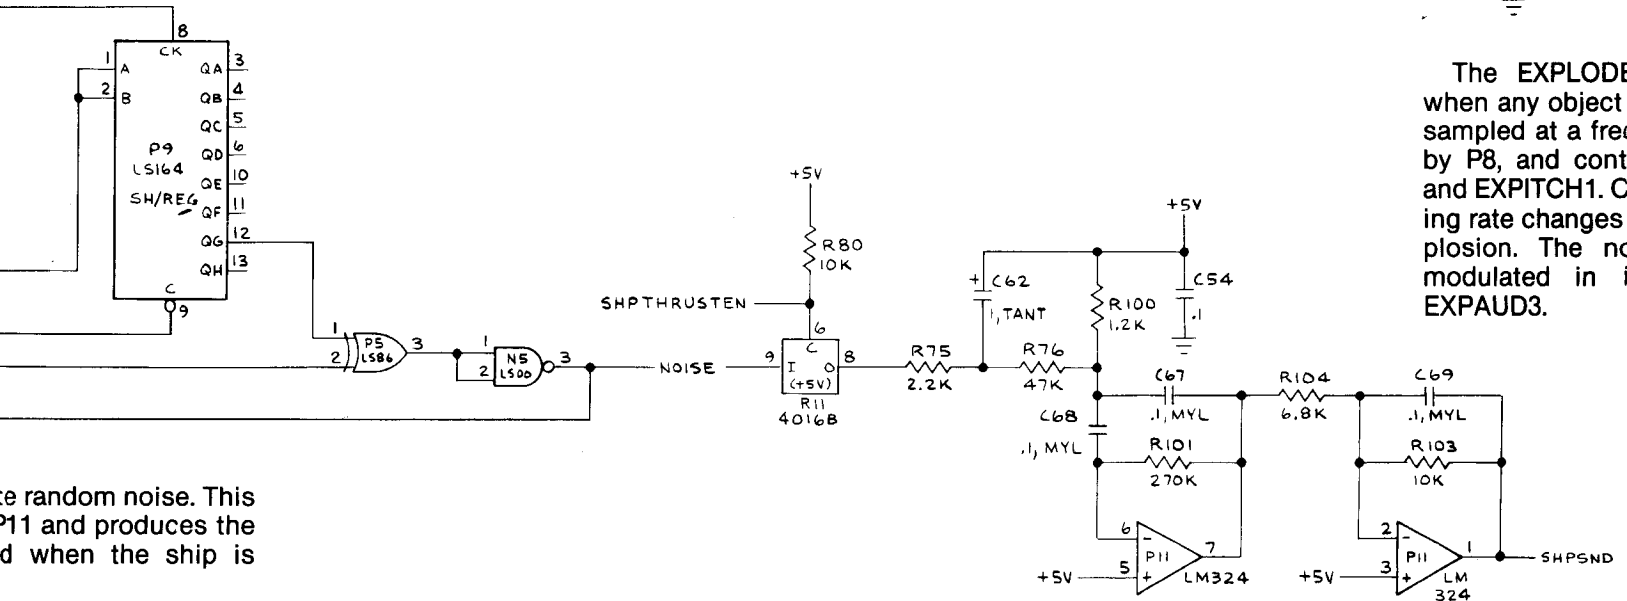 8
CK
1
A
2
B
QA 3
QB 4
QC 5
QD 6
QE 10
QF 11
QG 12
QH 13
P9
LS164
SH/REG
C
9
1
2
P5
LS86
3
1
2
N5
LS00
3
NOISE
+5V
R80
10K
SHPTHRUSTEN
6
C
9
I
O
8
(+5V)
R11
4016B
R75
2.2K
+
C62
1, TANT
R76
47K
+5V
R100
1.2K
C54
.1
C67
.1, MYL
C68
.1, MYL
R101
270K
6
-
P11
7
5
+
+5V
LM324
R104
6.8K
C69
.1, MYL
R103
10K
2
-
P11
1
3
+
+5V
LM
324
SHPSND
The EXPLODE
when any object
sampled at a fre
by P8, and cont
and EXPITCH1. C
ing rate changes
plosion. The no
modulated in i
EXPAUD3.
te random noise. This
P11 and produces the
d when the ship is